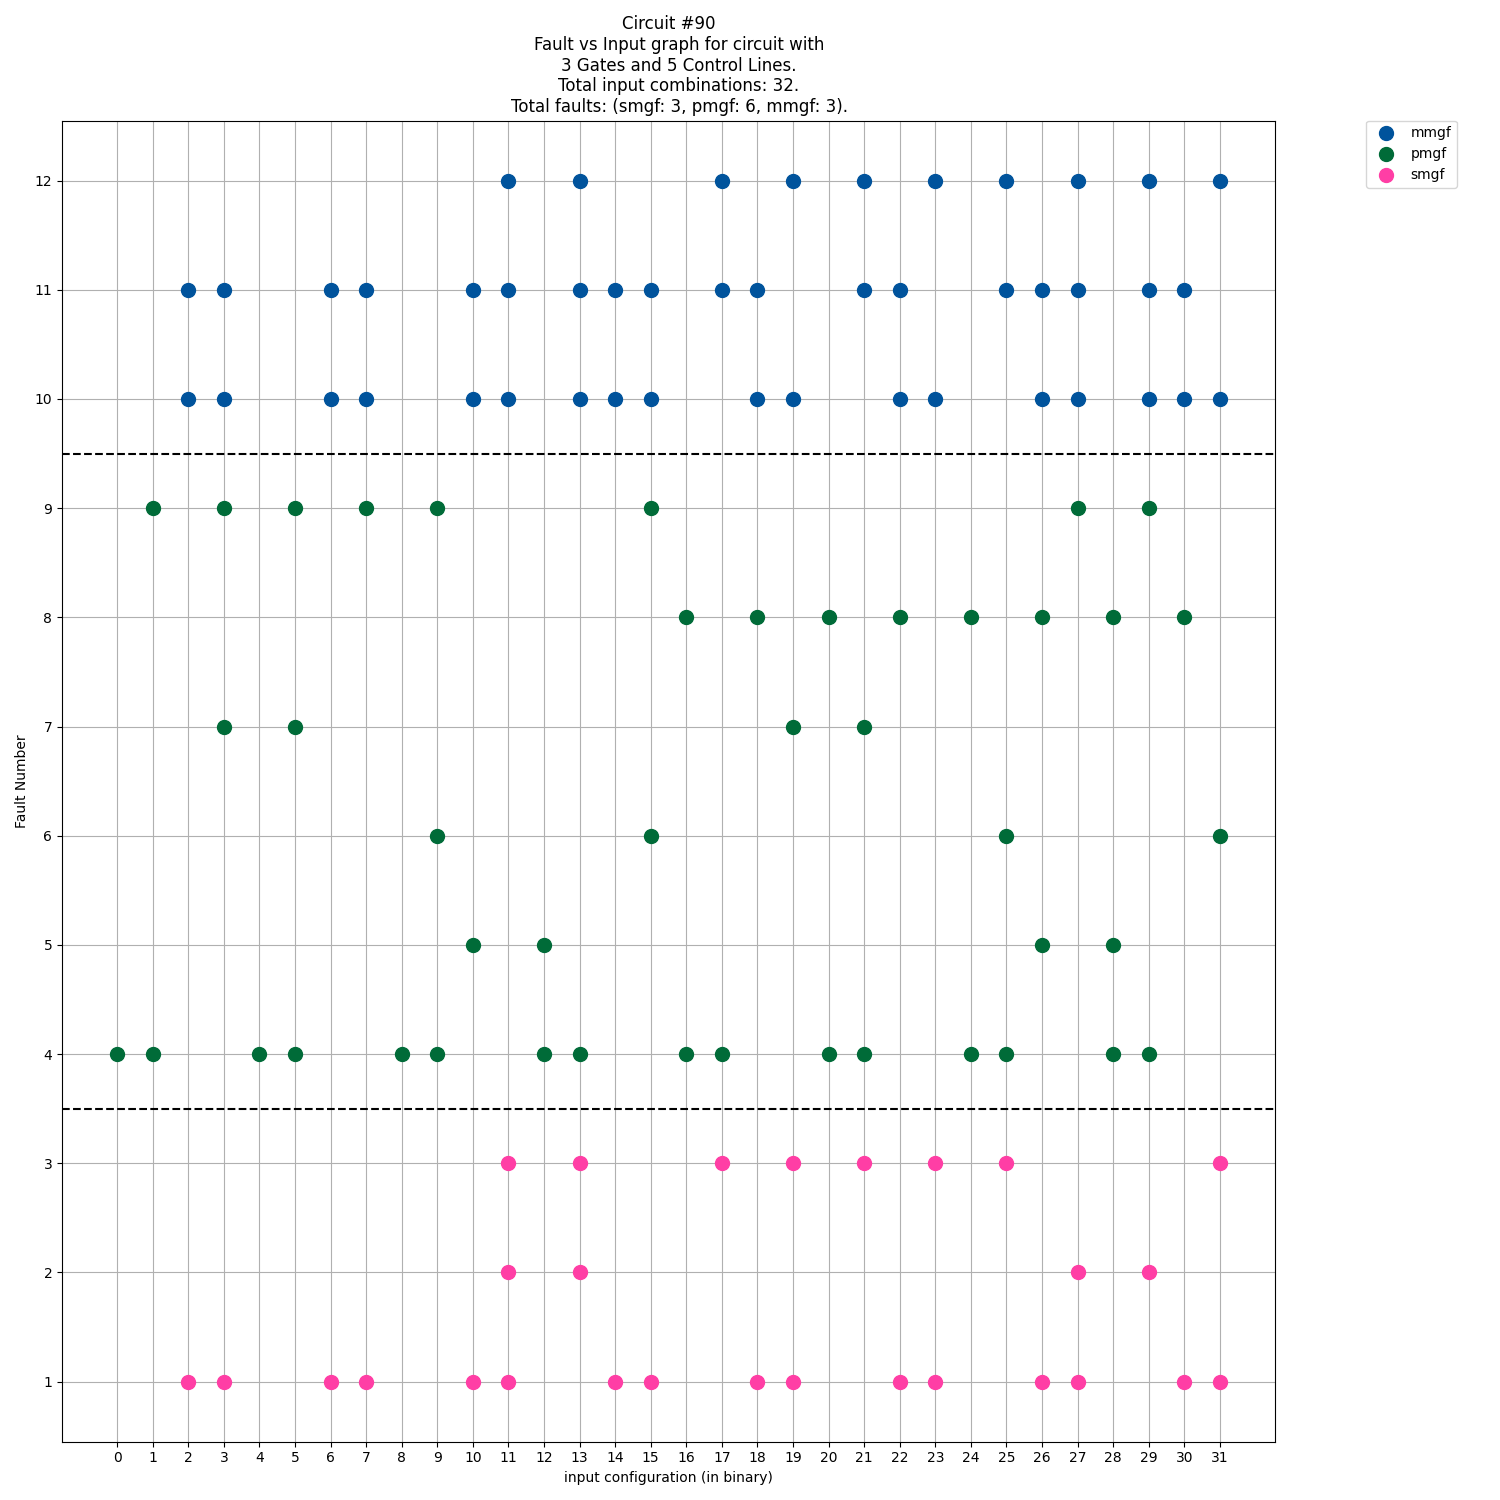 Circuit #90
Fault vs Input graph for circuit with
3 Gates and 5 Control Lines.
Total input combinations: 32.
Total faults: (smgf: 3, pmgf: 6, mmgf: 3).
mmgf
pmgf
smgf
12
11
10
9
8
7
6
5
4
3
2
1
Fault Number
0 1 2 3 4 5 6 7 8 9 10 11 12 13 14 15 16 17 18 19 20 21 22 23 24 25 26 27 28 29 30 31
input configuration (in binary)